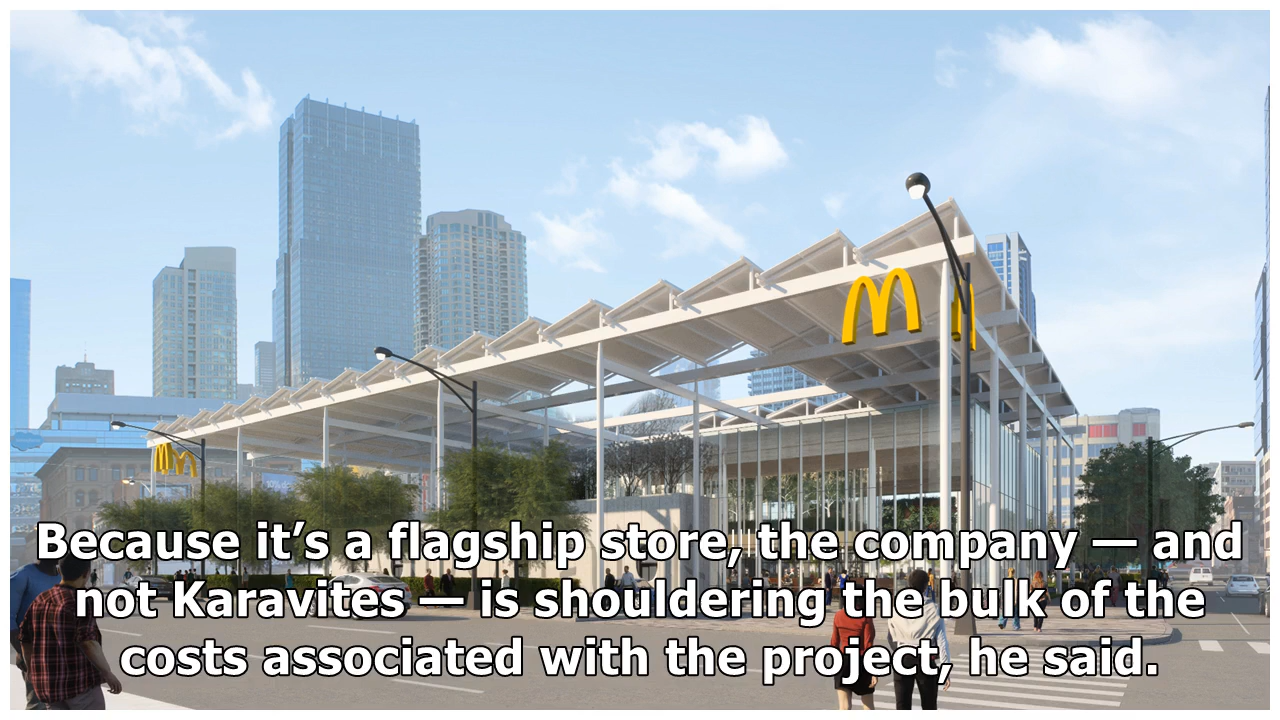 Because it’s a flagship store, the company — and
not Karavites — is shouldering the bulk of the
costs associated with the project, he said.